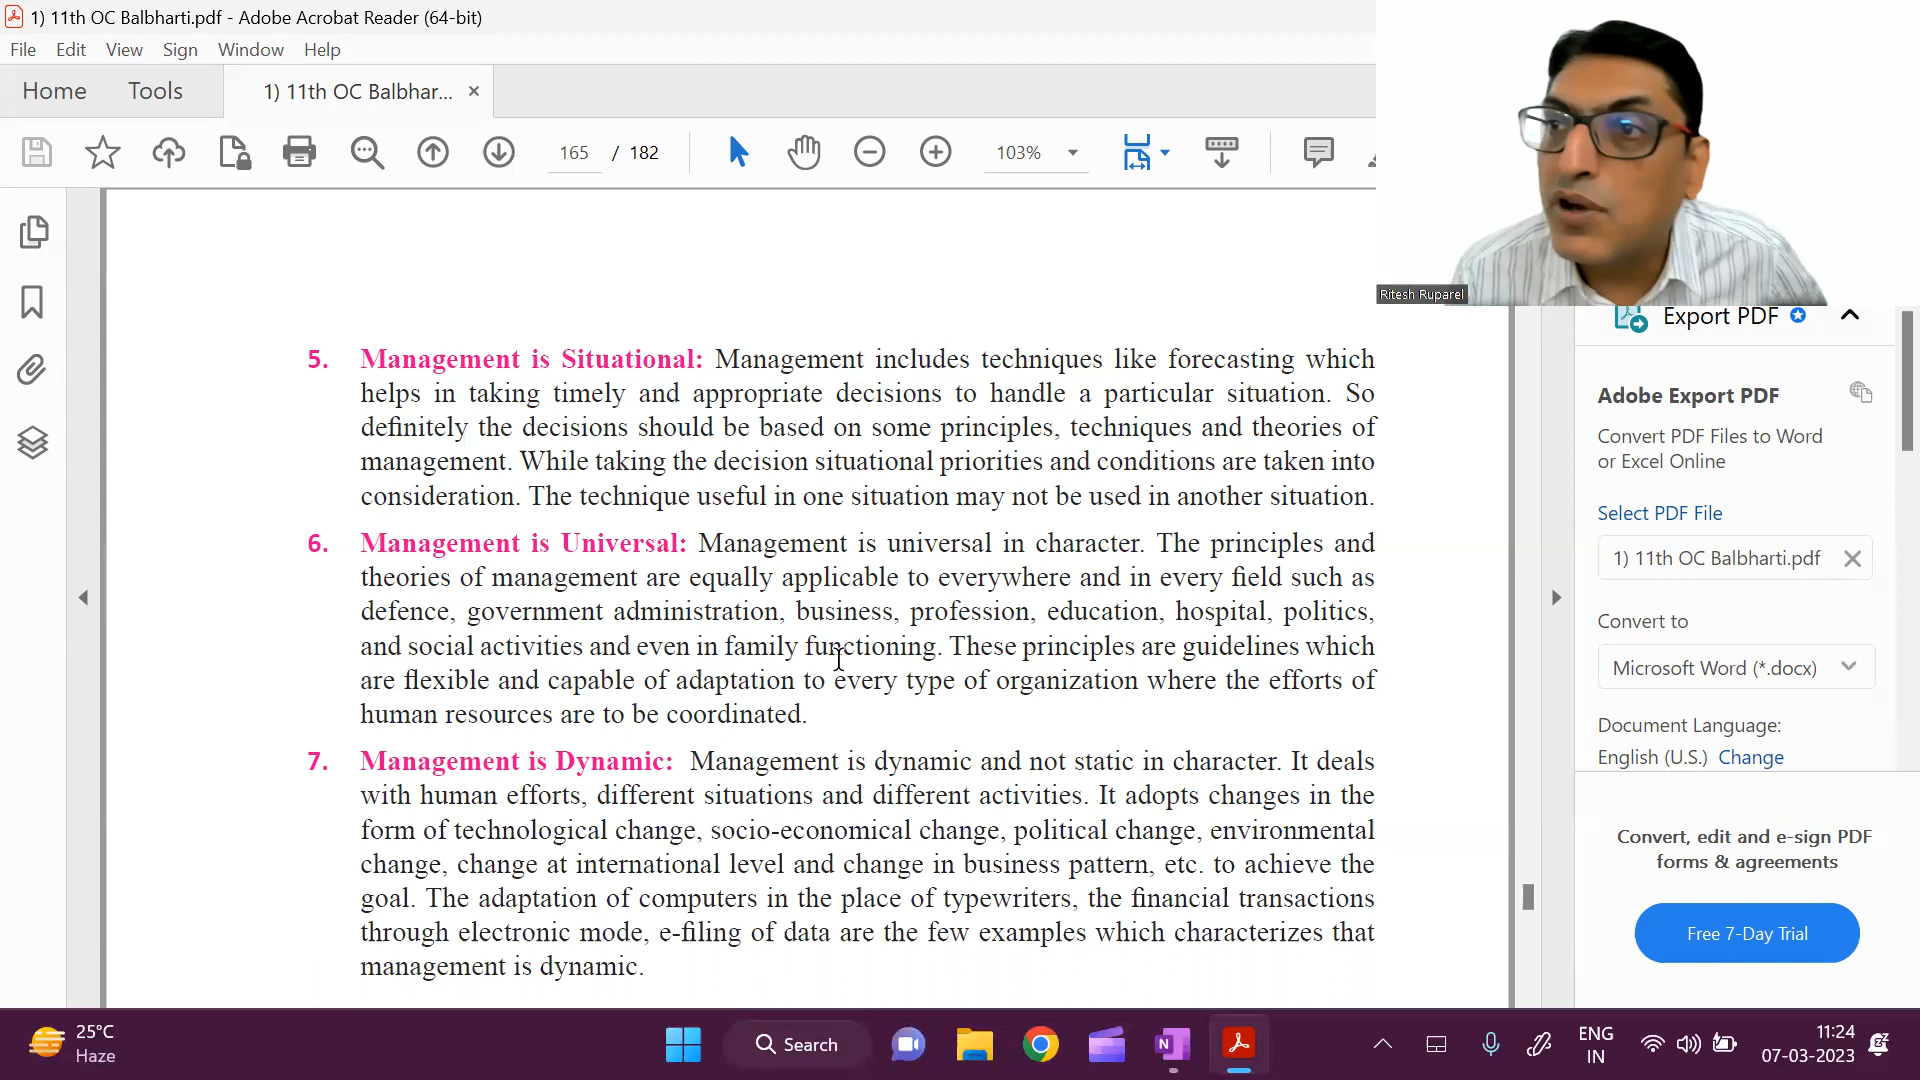 1) 11th OC Balbharti.pdf - Adobe Acrobat Reader (64-bit)
File Edit View Sign Window Help
Home Tools 1) 11th OC Balbhar... ×
165 / 182 103%
Ritesh Ruparel
5. Management is Situational: Management includes techniques like forecasting which
helps in taking timely and appropriate decisions to handle a particular situation. So
definitely the decisions should be based on some principles, techniques and theories of
management. While taking the decision situational priorities and conditions are taken into
consideration. The technique useful in one situation may not be used in another situation.
6. Management is Universal: Management is universal in character. The principles and
theories of management are equally applicable to everywhere and in every field such as
defence, government administration, business, profession, education, hospital, politics,
and social activities and even in family functioning. These principles are guidelines which
are flexible and capable of adaptation to every type of organization where the efforts of
human resources are to be coordinated.
7. Management is Dynamic: Management is dynamic and not static in character. It deals
with human efforts, different situations and different activities. It adopts changes in the
form of technological change, socio-economical change, political change, environmental
change, change at international level and change in business pattern, etc. to achieve the
goal. The adaptation of computers in the place of typewriters, the financial transactions
through electronic mode, e-filing of data are the few examples which characterizes that
management is dynamic.
Export PDF
Adobe Export PDF
Convert PDF Files to Word
or Excel Online
Select PDF File
1) 11th OC Balbharti.pdf
Convert to
Microsoft Word (*.docx)
Document Language:
English (U.S.) Change
Convert, edit and e-sign PDF
forms & agreements
Free 7-Day Trial
25°C
Haze
Search
ENG
IN
11:24
07-03-2023